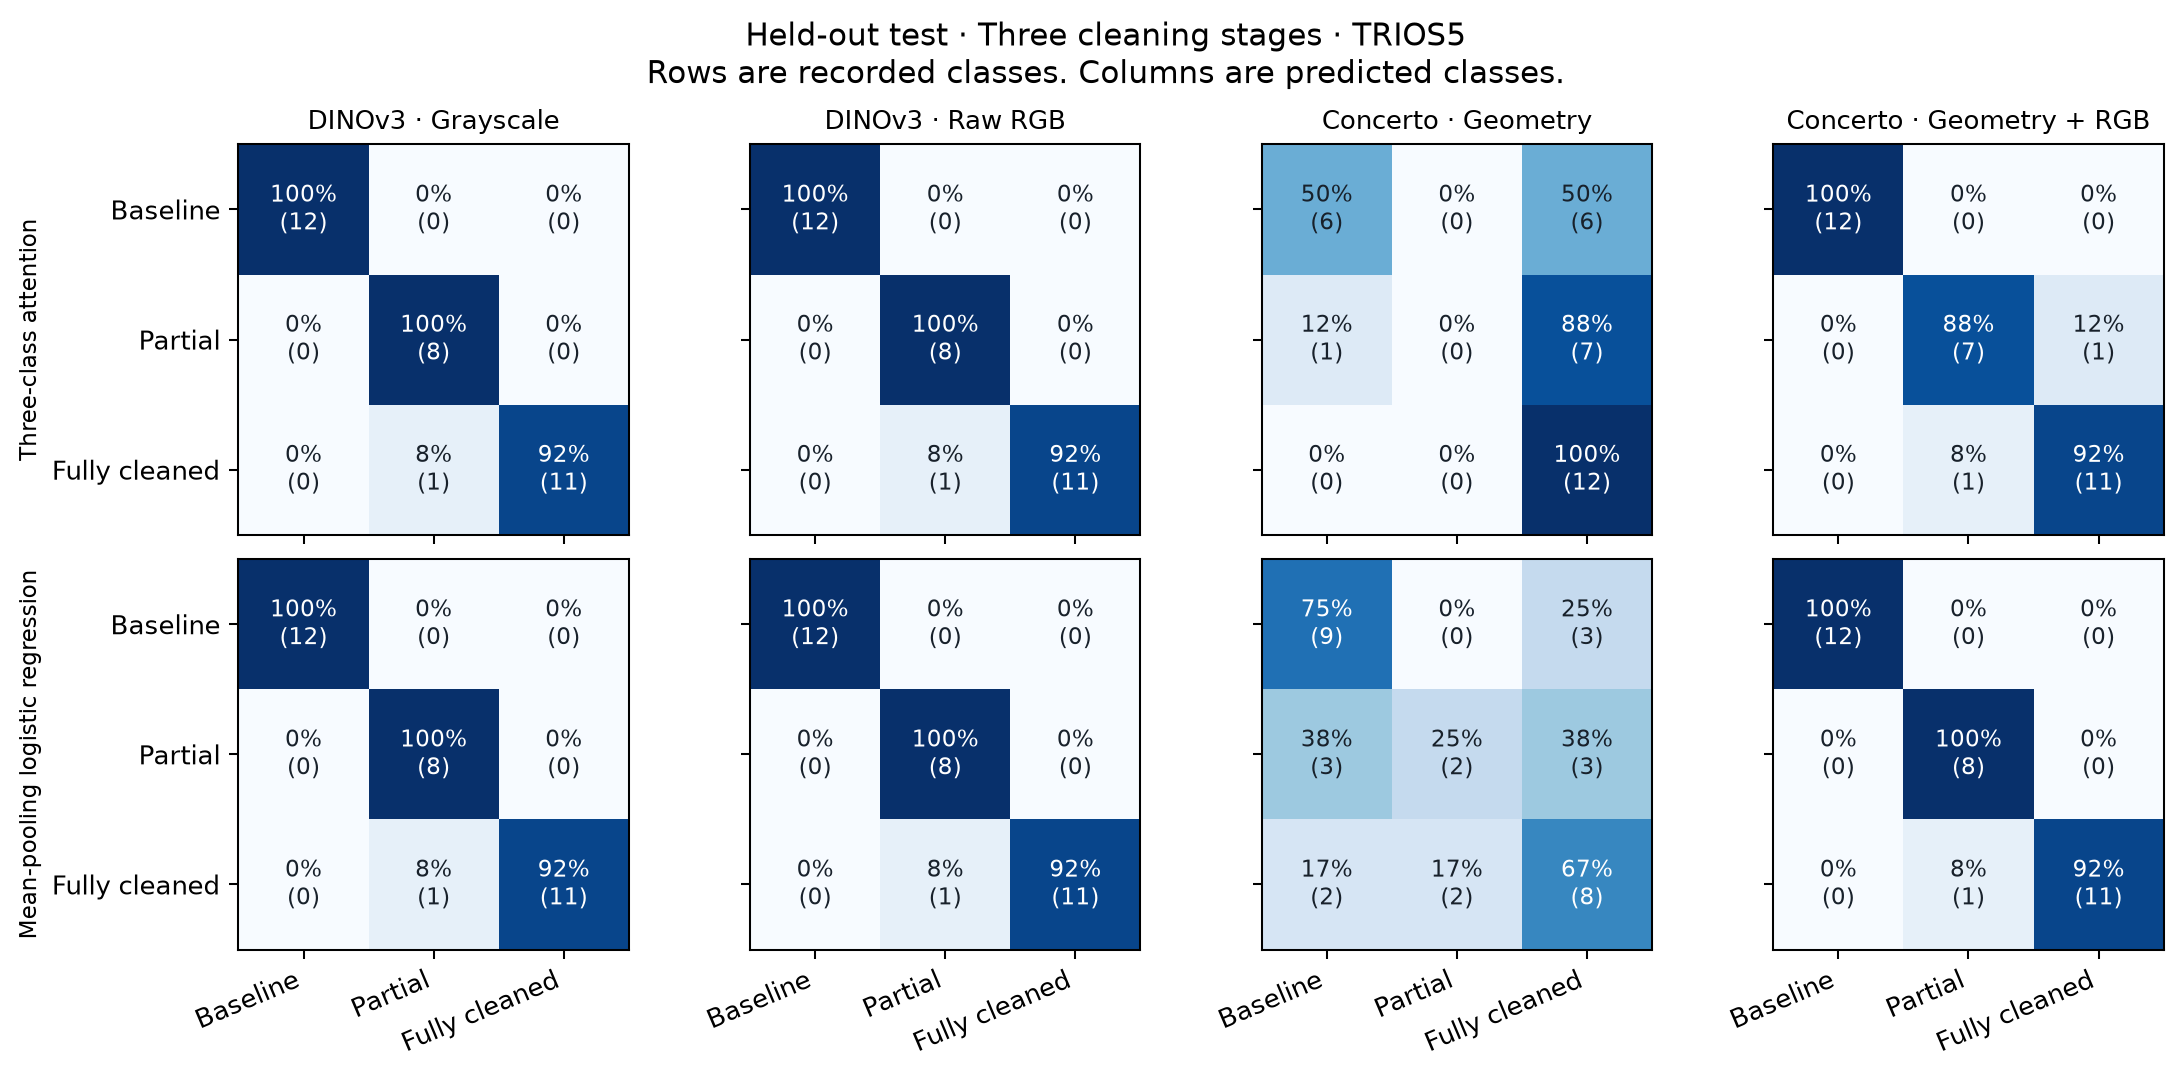 Held-out test · Three cleaning stages · TRIOS5
Rows are recorded classes. Columns are predicted classes.
DINOv3 · Grayscale
DINOv3 · Raw RGB
Concerto · Geometry
Concerto · Geometry + RGB
Three-class attention
Baseline
100% 0% 0% 100% 0% 0% 50% 0% 50% 100% 0% 0%
(12) (0) (0) (12) (0) (0) (6) (0) (6) (12) (0) (0)
Partial
0% 100% 0% 0% 100% 0% 12% 0% 88% 0% 88% 12%
(0) (8) (0) (0) (8) (0) (1) (0) (7) (0) (7) (1)
Fully cleaned
0% 8% 92% 0% 8% 92% 0% 0% 100% 0% 8% 92%
(0) (1) (11) (0) (1) (11) (0) (0) (12) (0) (1) (11)
Mean-pooling logistic regression
Baseline
100% 0% 0% 100% 0% 0% 75% 0% 25% 100% 0% 0%
(12) (0) (0) (12) (0) (0) (9) (0) (3) (12) (0) (0)
Partial
0% 100% 0% 0% 100% 0% 38% 25% 38% 0% 100% 0%
(0) (8) (0) (0) (8) (0) (3) (2) (3) (0) (8) (0)
Fully cleaned
0% 8% 92% 0% 8% 92% 17% 17% 67% 0% 8% 92%
(0) (1) (11) (0) (1) (11) (2) (2) (8) (0) (1) (11)
Baseline Partial Fully cleaned Baseline Partial Fully cleaned Baseline Partial Fully cleaned Baseline Partial Fully cleaned